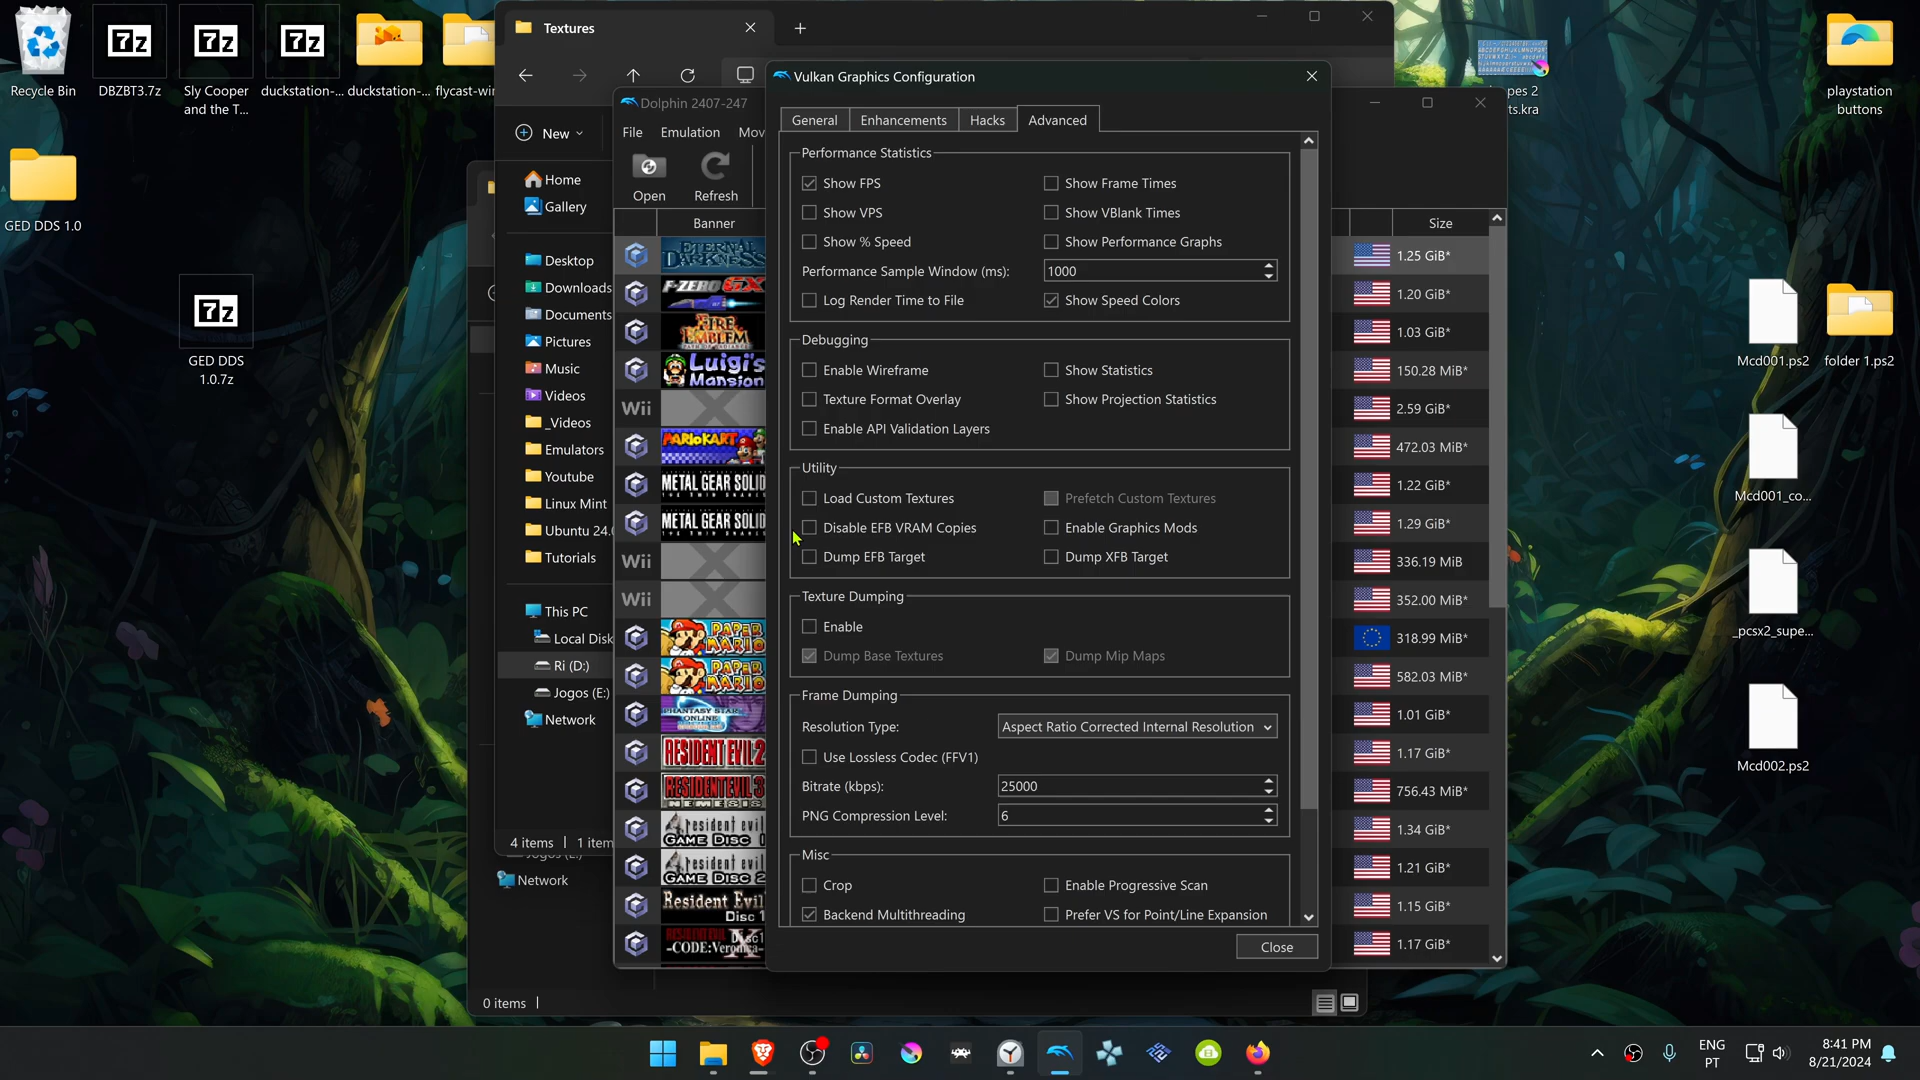 Recycle Bin
DBZBT3.7z
Sly Cooper
and the T...
duckstation-...
duckstation-...
flycast-wi
GED DDS 1.0
GED DDS
1.0.7z
Textures
New
Home
Gallery
Desktop
Downloads
Documents
Pictures
Music
Videos
_Videos
Emulators
Youtube
Linux Mint
Ubuntu 24.
Tutorials
This PC
Local Disk
Ri (D:)
Jogos (E:)
Network
4 items
1 item
Jogos (E:)
Network
0 items
Dolphin 2407-247
File
Emulation
Mov
Open
Refresh
Banner
Size
ETERNAL
DARKNESS
1.25 GiB*
F-ZERO GX
1.20 GiB*
FIRE
EMBLEM
1.03 GiB*
Luigi's
Mansion
150.28 MiB*
Wii
2.59 GiB*
MARIOKART
472.03 MiB*
METAL GEAR SOLID
1.22 GiB*
METAL GEAR SOLID
1.29 GiB*
Wii
336.19 MiB
Wii
352.00 MiB*
PAPER
MARIO
318.99 MiB*
PAPER
MARIO
582.03 MiB*
PHANTASY STAR
ONLINE
1.01 GiB*
RESIDENT EVIL 2
1.17 GiB*
RESIDENT EVIL 3
NEMESIS
756.43 MiB*
resident evil
GAME DISC 1
1.34 GiB*
resident evil
GAME DISC 2
1.21 GiB*
Resident Evil
Disc 1
1.15 GiB*
RESIDENT EVIL Disc1
-CODE:Veronica-
X
1.17 GiB*
Vulkan Graphics Configuration
General
Enhancements
Hacks
Advanced
Performance Statistics
Show FPS
Show Frame Times
Show VPS
Show VBlank Times
Show % Speed
Show Performance Graphs
Performance Sample Window (ms):
1000
Log Render Time to File
Show Speed Colors
Debugging
Enable Wireframe
Show Statistics
Texture Format Overlay
Show Projection Statistics
Enable API Validation Layers
Utility
Load Custom Textures
Prefetch Custom Textures
Disable EFB VRAM Copies
Enable Graphics Mods
Dump EFB Target
Dump XFB Target
Texture Dumping
Enable
Dump Base Textures
Dump Mip Maps
Frame Dumping
Resolution Type:
Aspect Ratio Corrected Internal Resolution
Use Lossless Codec (FFV1)
Bitrate (kbps):
25000
PNG Compression Level:
6
Misc
Crop
Enable Progressive Scan
Backend Multithreading
Prefer VS for Point/Line Expansion
Close
pes 2
ts.kra
playstation
buttons
Mcd001.ps2
folder 1.ps2
Mcd001_co...
_pcsx2_supe...
Mcd002.ps2
ENG
PT
8:41 PM
8/21/2024